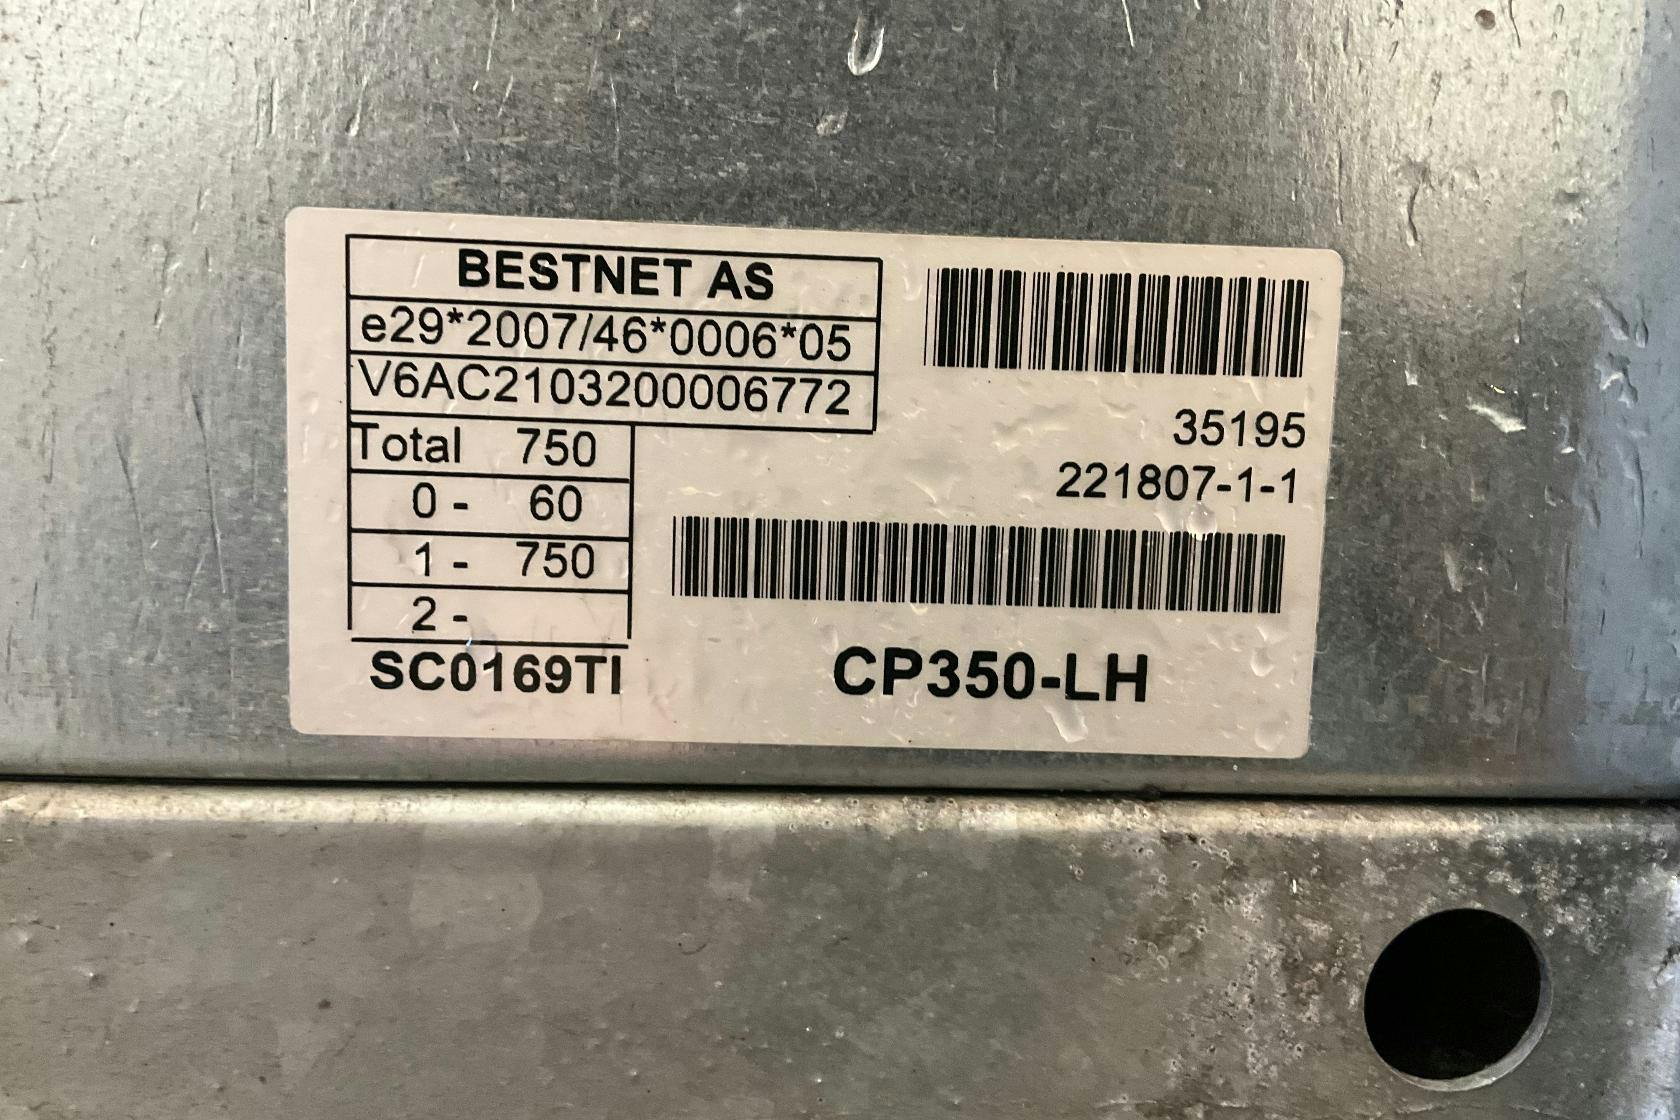 BESTNET AS
e29*2007/46*0006*05
V6AC2103200006772
Total 750
0 - 60
1 - 750
2 -
SC0169TI
35195
221807-1-1
CP350-LH